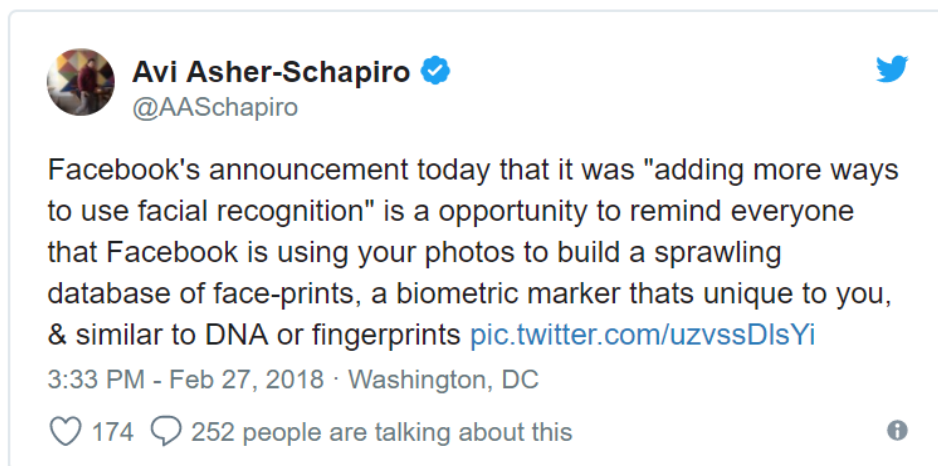 Avi Asher-Schapiro
@AASchapiro
Facebook's announcement today that it was "adding more ways
to use facial recognition" is a opportunity to remind everyone
that Facebook is using your photos to build a sprawling
database of face-prints, a biometric marker thats unique to you,
& similar to DNA or fingerprints pic.twitter.com/uzvssDlsYi
3:33 PM - Feb 27, 2018 · Washington, DC
174 252 people are talking about this